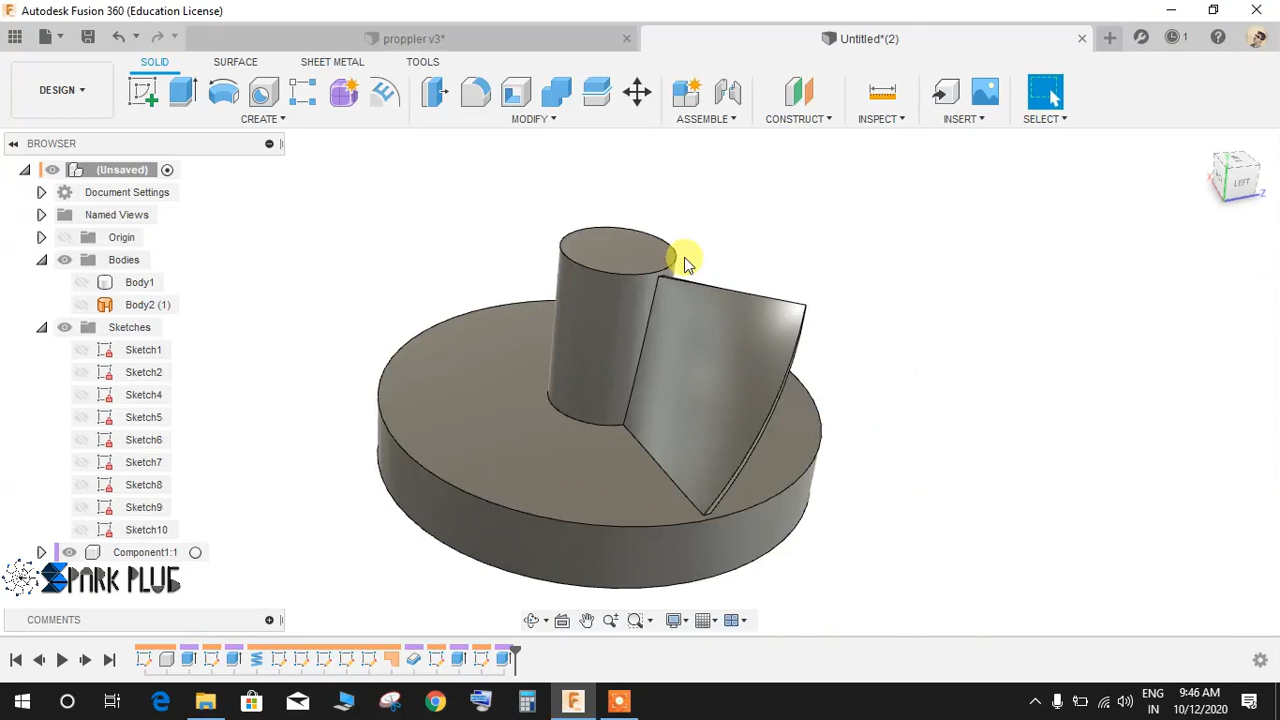 Autodesk Fusion 360 (Education License)
proppler v3*
Untitled*(2)
1
SOLID
SURFACE
SHEET METAL
TOOLS
DESIGN
CREATE
MODIFY
ASSEMBLE
CONSTRUCT
INSPECT
INSERT
SELECT
BROWSER
(Unsaved)
Document Settings
Named Views
Origin
Bodies
Body1
Body2 (1)
Sketches
Sketch1
Sketch2
Sketch4
Sketch5
Sketch6
Sketch7
Sketch8
Sketch9
Sketch10
Component1:1
SPARK PLUG
COMMENTS
LEFT
X
Z
ENG
IN
9:46 AM
10/12/2020